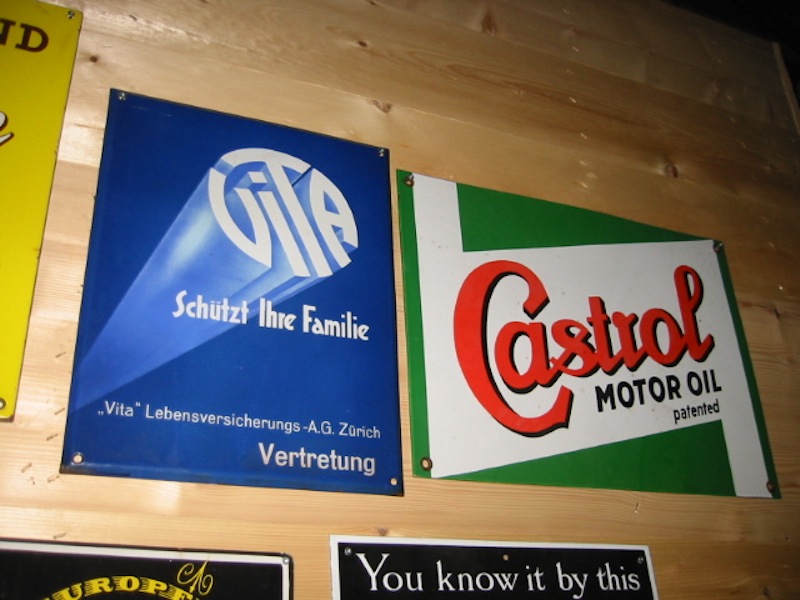 ND
VITA
Schützt Ihre Familie
„Vita“ Lebensversicherungs-A.G. Zürich
Vertretung
Castrol
MOTOR OIL
patented
You know it by this